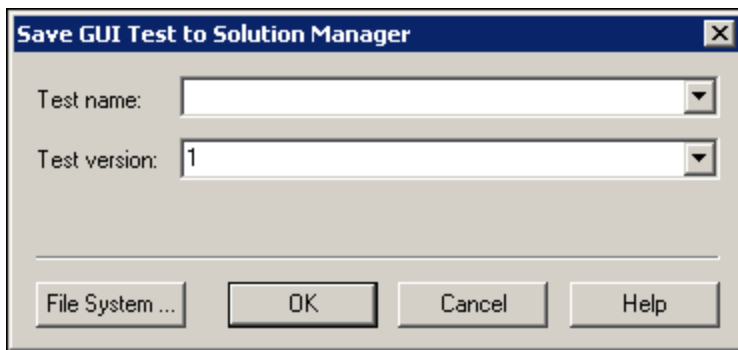 Save GUI Test to Solution Manager
Test name:
Test version: 1
File System ... OK Cancel Help